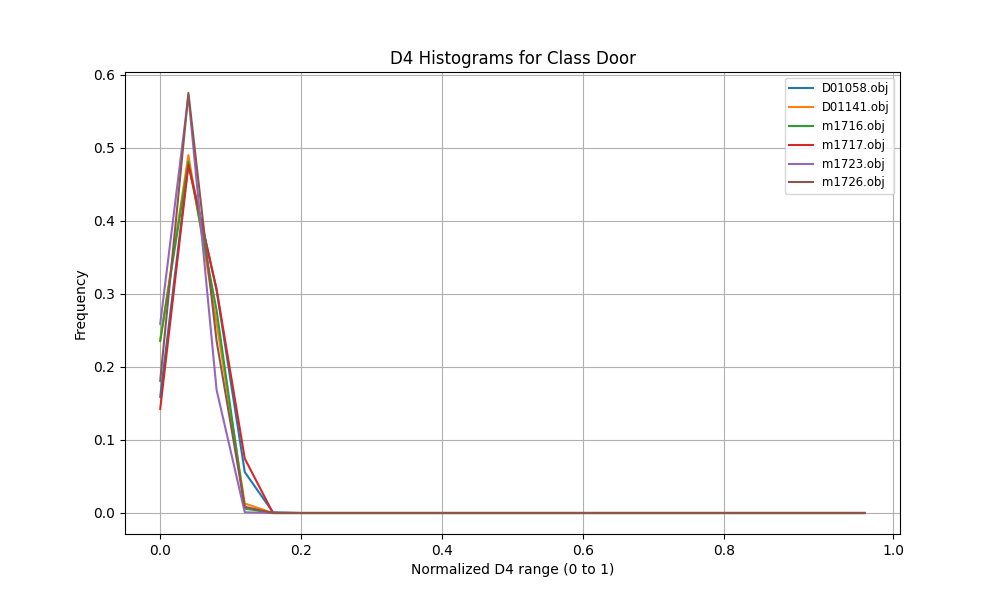 D4 Histograms for Class Door
0.6
0.5
0.4
0.3
0.2
0.1
0.0
Frequency
D01058.obj
D01141.obj
m1716.obj
m1717.obj
m1723.obj
m1726.obj
0.0 0.2 0.4 0.6 0.8 1.0
Normalized D4 range (0 to 1)